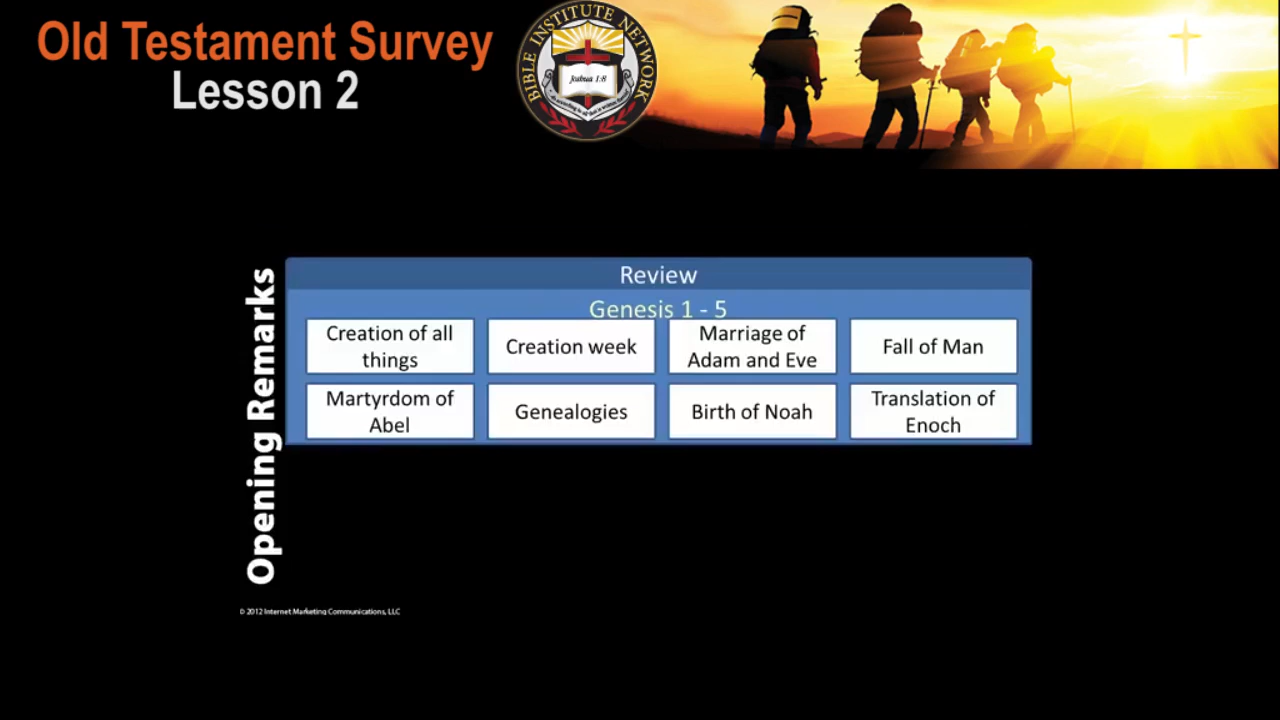 Old Testament Survey
Lesson 2
BIBLE INSTITUTE NETWORK
Joshua 1:8
Opening Remarks
Review
Genesis 1 - 5
Creation of all
things
Creation week
Marriage of
Adam and Eve
Fall of Man
Martyrdom of
Abel
Genealogies
Birth of Noah
Translation of
Enoch
© 2012 Internet Marketing Communications, LLC